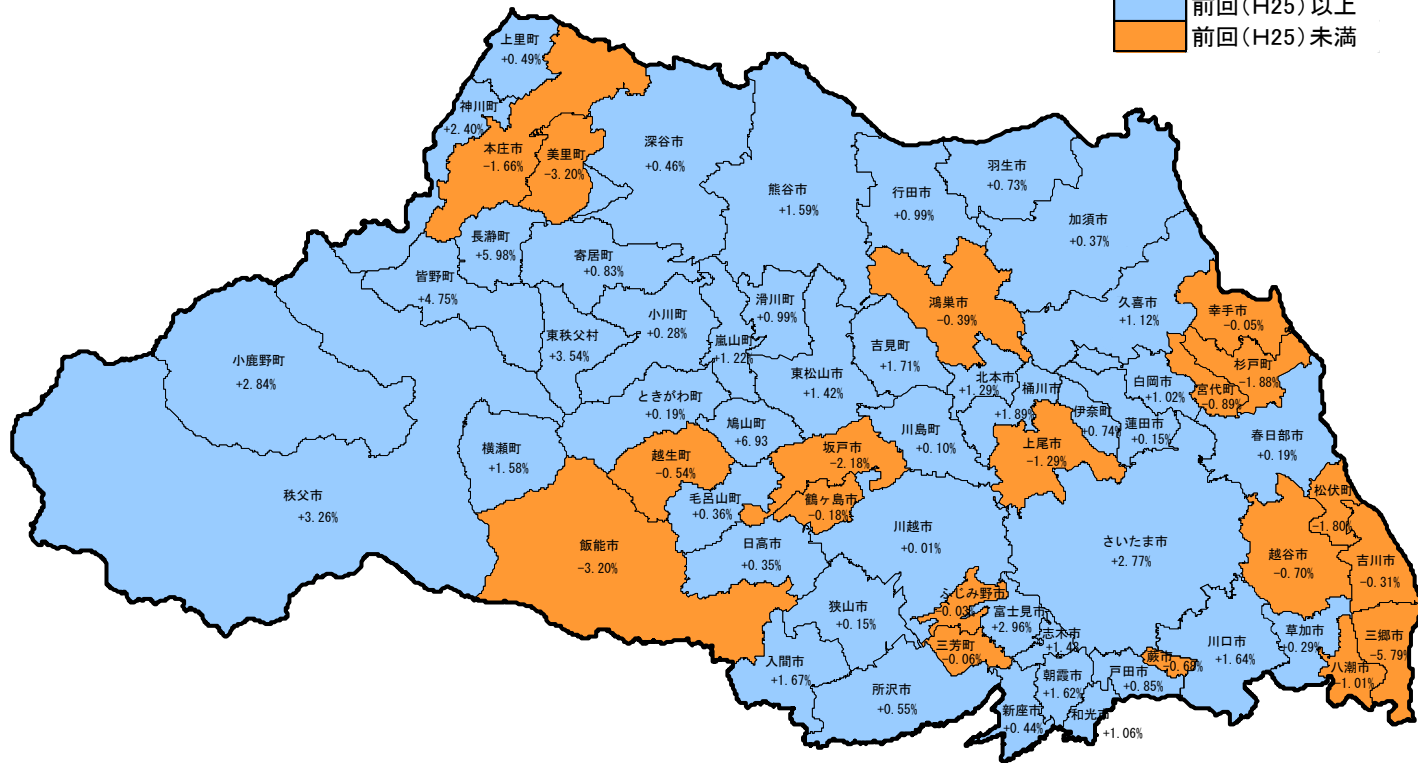 前回(H25)以上
前回(H25)未満
上里町
+0.49%
神川町
+2.40%
本庄市
-1.66%
美里町
-3.20%
深谷市
+0.46%
熊谷市
+1.59%
行田市
+0.99%
羽生市
+0.73%
加須市
+0.37%
長瀞町
+5.98%
皆野町
+4.75%
寄居町
+0.83%
小川町
+0.28%
東秩父村
+3.54%
嵐山町
+1.22%
滑川町
+0.99%
東松山市
+1.42%
吉見町
+1.71%
鴻巣市
-0.39%
久喜市
+1.12%
幸手市
-0.05%
杉戸町
-1.88%
宮代町
-0.89%
白岡市
+1.02%
北本市
+1.29%
桶川市
+1.89%
伊奈町
+0.74%
蓮田市
+0.15%
春日部市
+0.19%
小鹿野町
+2.84%
秩父市
+3.26%
横瀬町
+1.58%
ときがわ町
+0.19%
鳩山町
+6.93
越生町
-0.54%
坂戸市
-2.18%
川島町
+0.10%
上尾市
-1.29%
毛呂山町
+0.36%
鶴ヶ島市
-0.18%
飯能市
-3.20%
日高市
+0.35%
川越市
+0.01%
さいたま市
+2.77%
松伏町
-1.80%
越谷市
-0.70%
吉川市
-0.31%
狭山市
+0.15%
ふじみ野市
-0.03%
富士見市
+2.96%
三芳町
-0.06%
志木市
入間市
+1.67%
所沢市
+0.55%
朝霞市
+1.62%
新座市
+0.44%
和光市
+1.06%
戸田市
+0.85%
蕨市
-0.68%
川口市
+1.64%
草加市
+0.29%
三郷市
-5.79%
八潮市
-1.01%